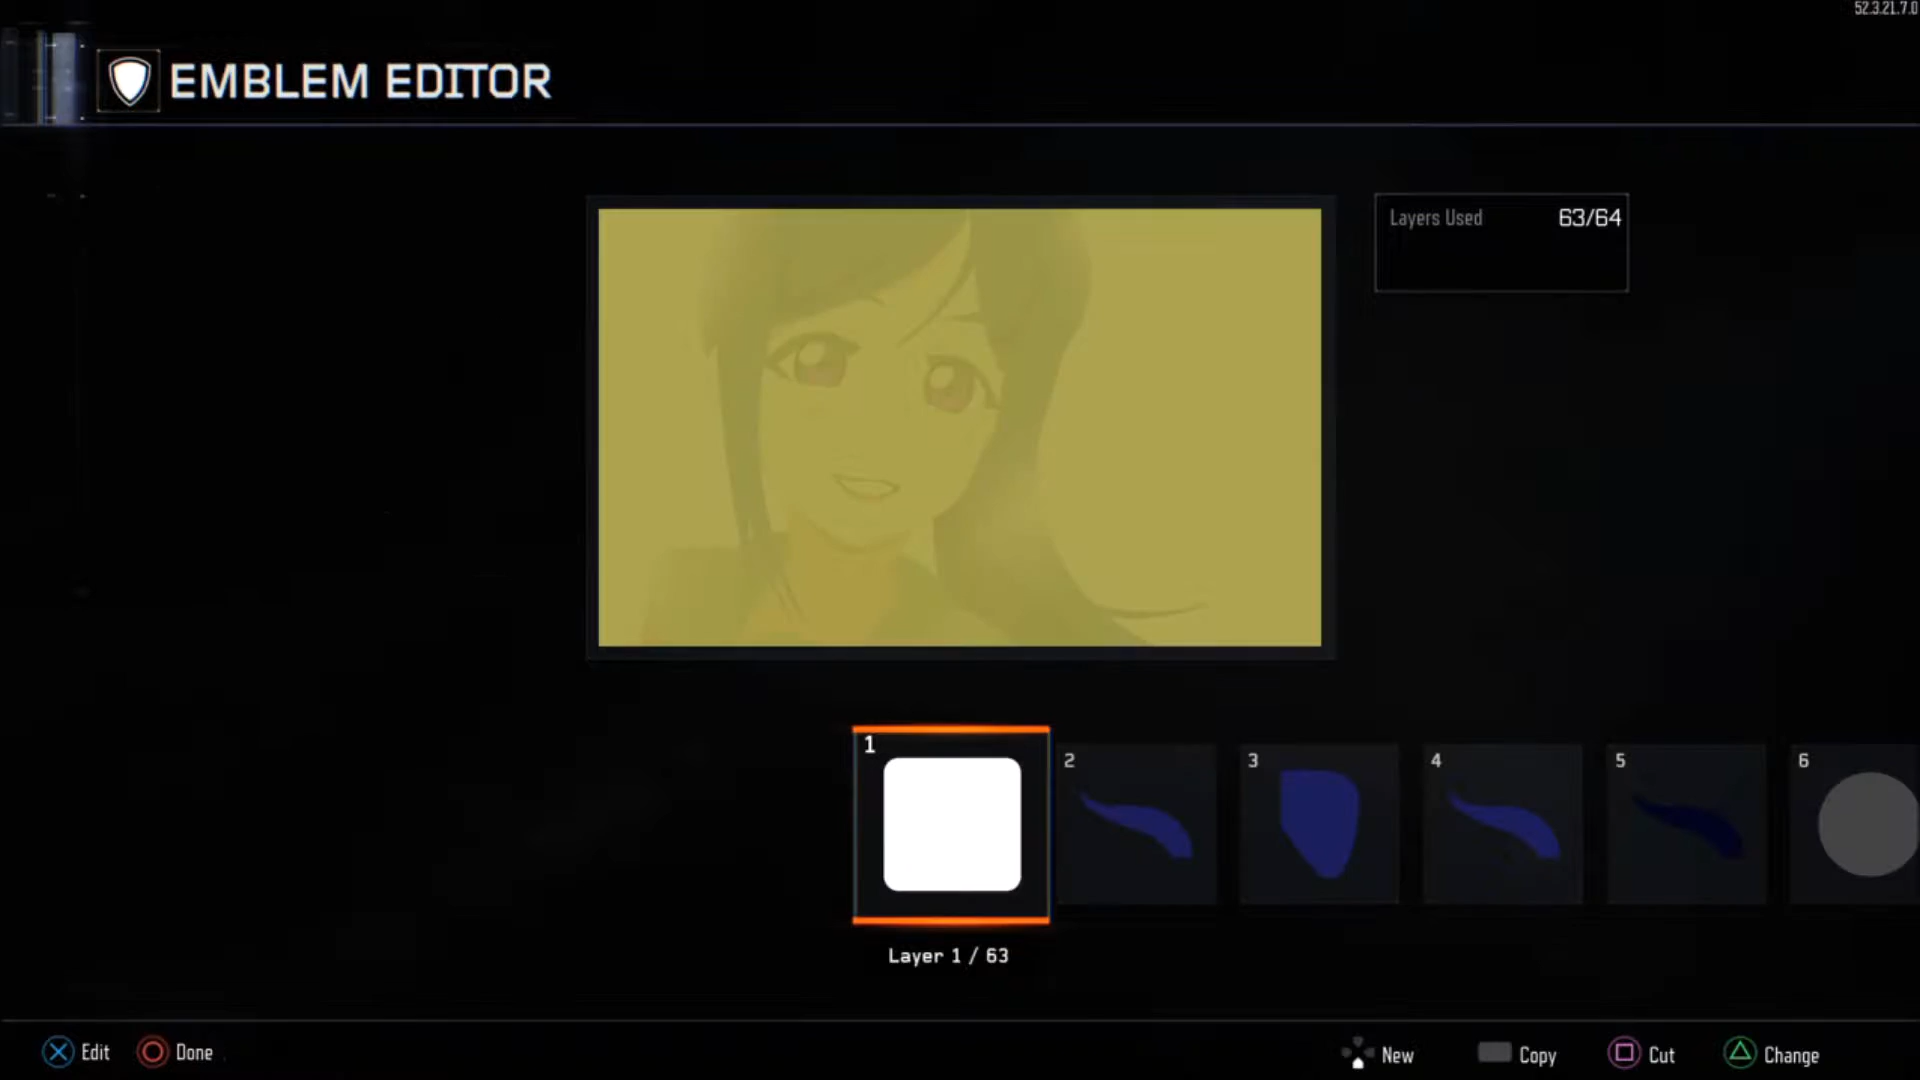 52.3.21.7.0
EMBLEM EDITOR
Layers Used 63/64
1 2 3 4 5 6
Layer 1 / 63
Edit Done New Copy Cut Change